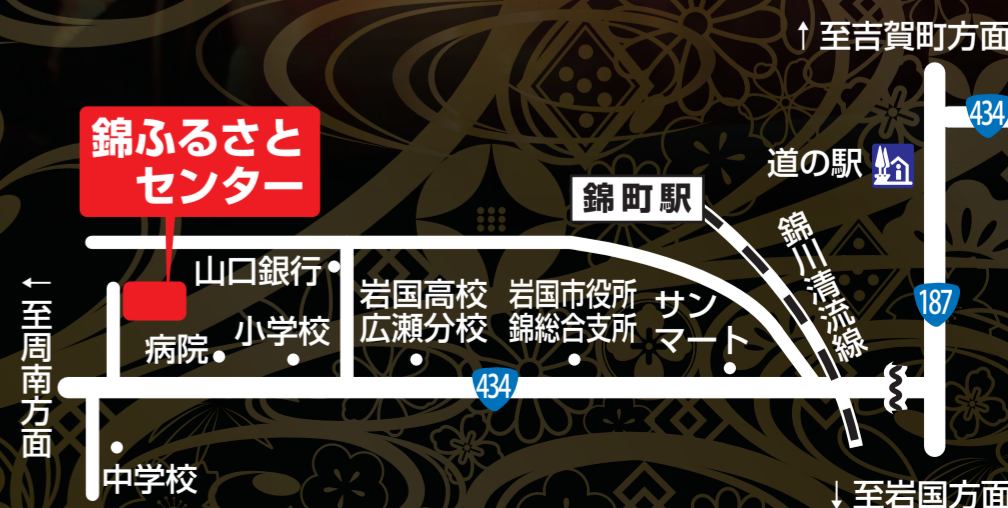 ↑至吉賀町方面
434
道の駅
錦ふるさと
センター
錦町駅
錦川清流線
187
山口銀行
岩国高校
広瀬分校
岩国市役所
錦総合支所
サン
マート
小学校
病院
434
←至周南方面
中学校
↓至岩国方面